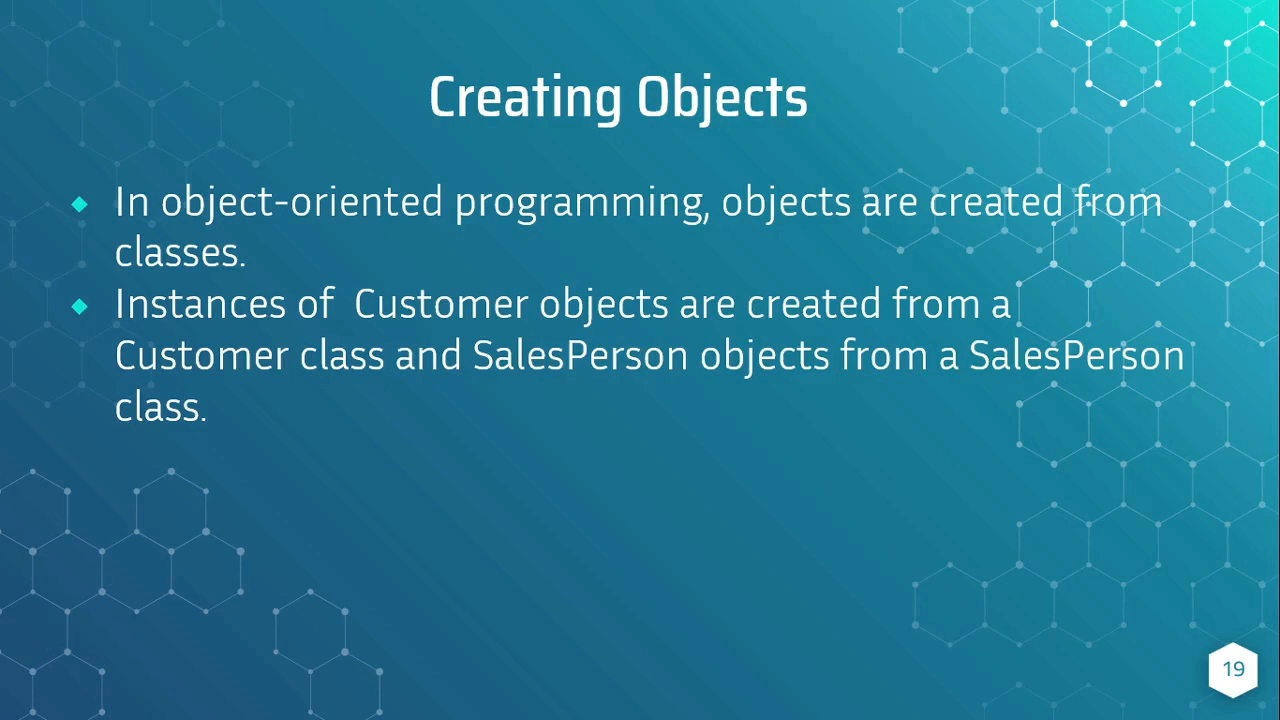 Creating Objects
In object-oriented programming, objects are created from
classes.
Instances of  Customer objects are created from a
Customer class and SalesPerson objects from a SalesPerson
class.
19